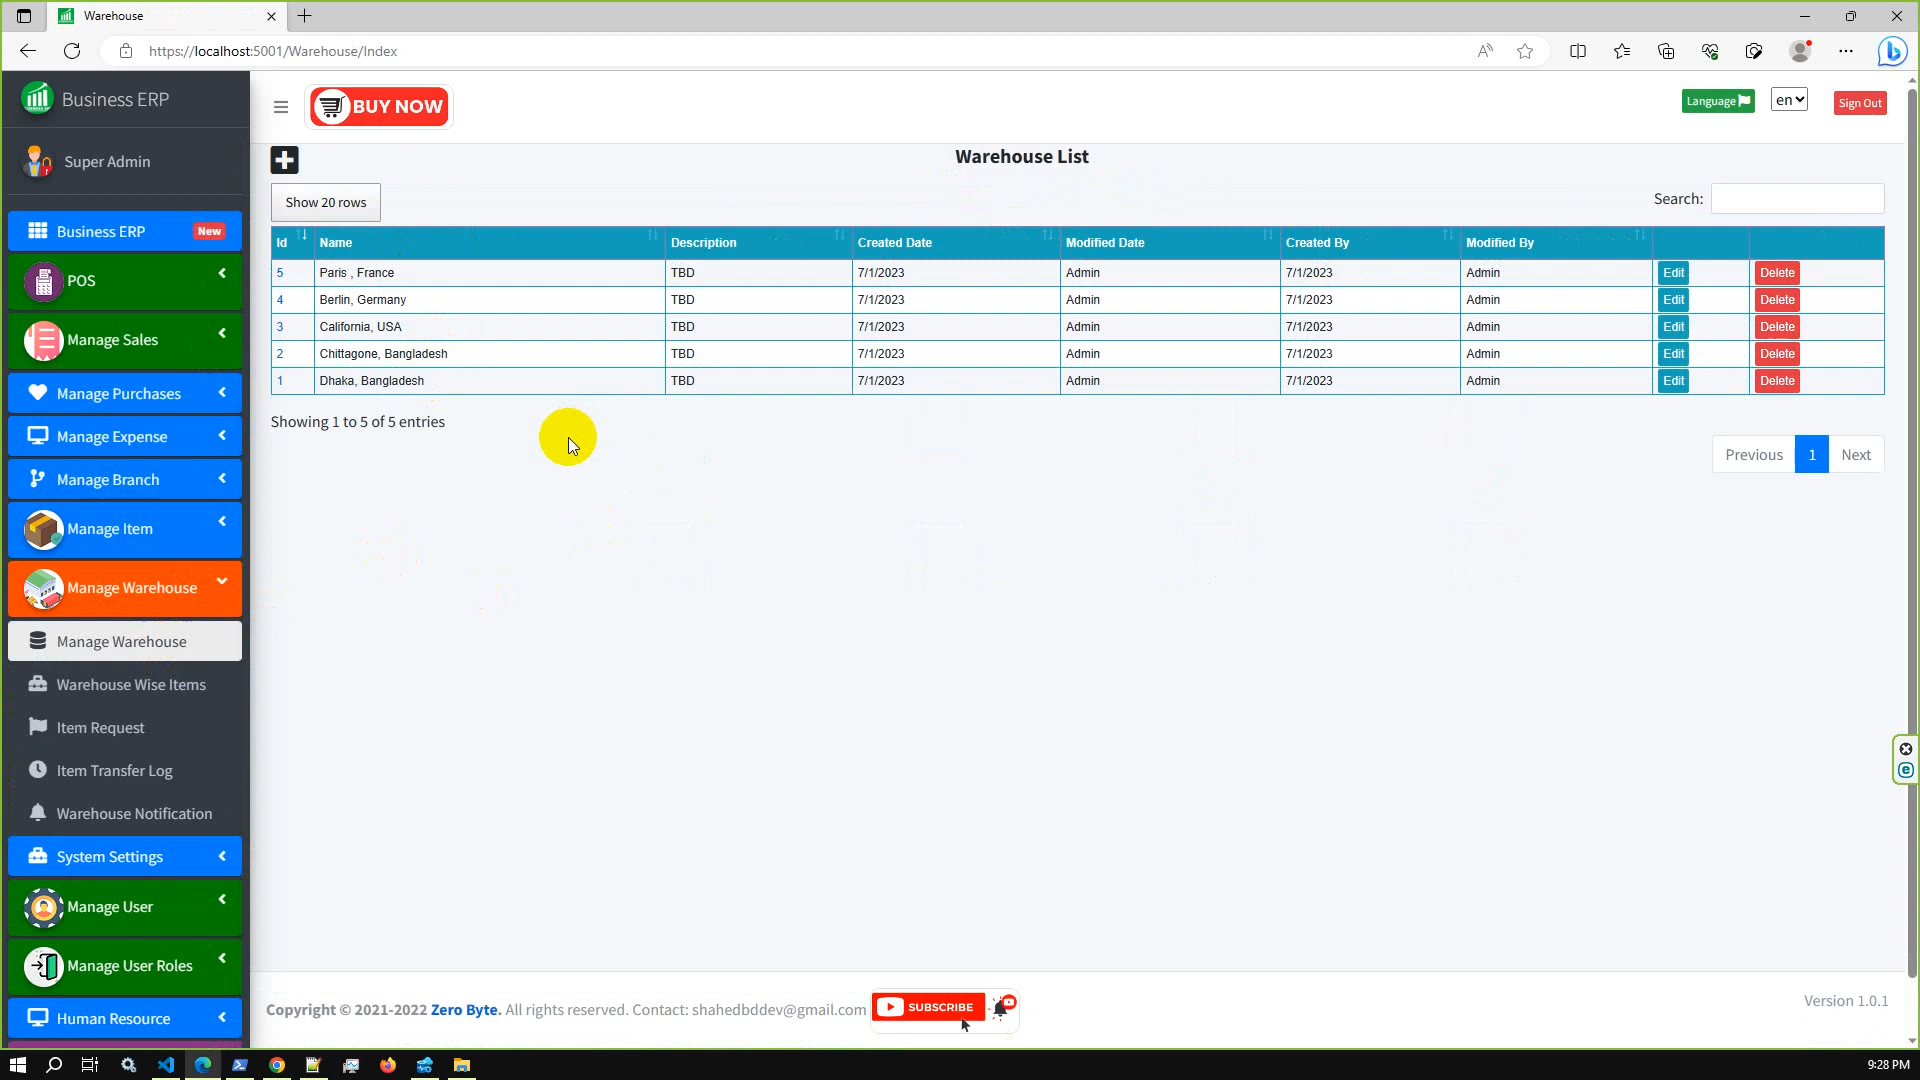 Warehouse
https://localhost:5001/Warehouse/Index
Business ERP
BUY NOW
Language
en
Sign Out
Super Admin
Warehouse List
Show 20 rows
Search:
Business ERP New
POS
Manage Sales
Manage Purchases
Manage Expense
Manage Branch
Manage Item
Manage Warehouse
Manage Warehouse
Warehouse Wise Items
Item Request
Item Transfer Log
Warehouse Notification
System Settings
Manage User
Manage User Roles
Human Resource
Id Name Description Created Date Modified Date Created By Modified By
5 Paris , France TBD 7/1/2023 Admin 7/1/2023 Admin Edit Delete
4 Berlin, Germany TBD 7/1/2023 Admin 7/1/2023 Admin Edit Delete
3 California, USA TBD 7/1/2023 Admin 7/1/2023 Admin Edit Delete
2 Chittagone, Bangladesh TBD 7/1/2023 Admin 7/1/2023 Admin Edit Delete
1 Dhaka, Bangladesh TBD 7/1/2023 Admin 7/1/2023 Admin Edit Delete
Showing 1 to 5 of 5 entries
Previous 1 Next
Copyright © 2021-2022 Zero Byte. All rights reserved. Contact: shahedbddev@gmail.com SUBSCRIBE
Version 1.0.1
9:28 PM